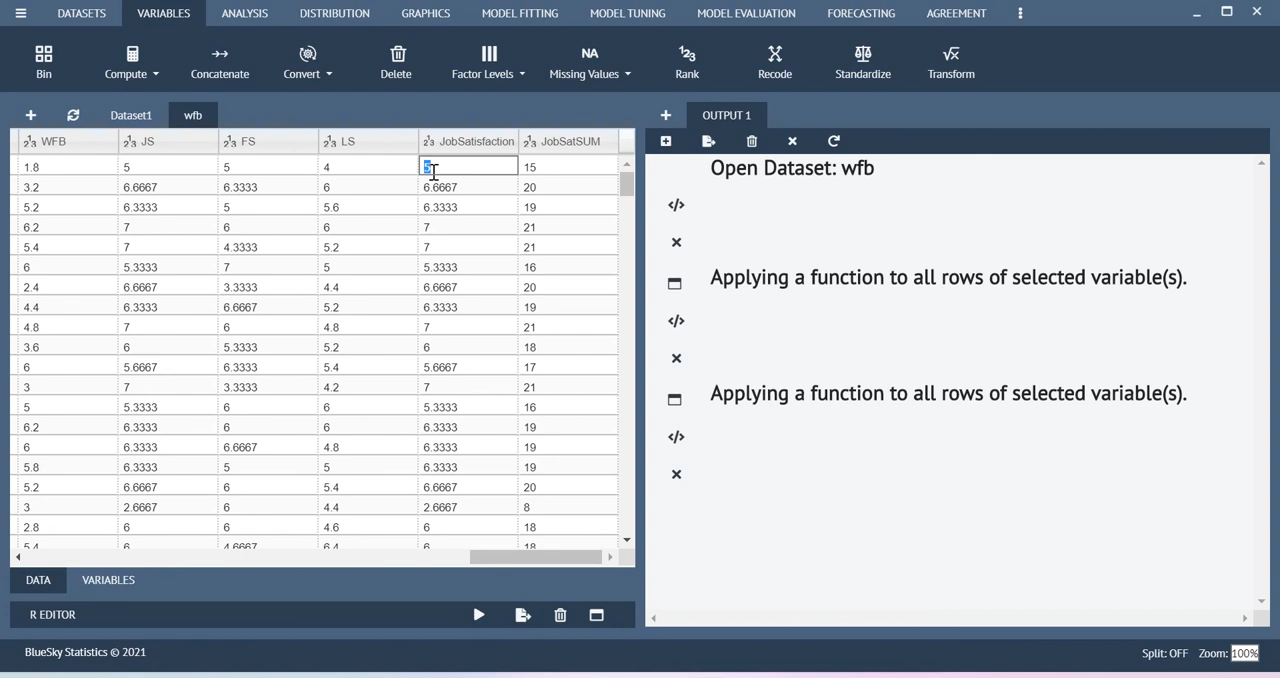 DATASETS VARIABLES ANALYSIS DISTRIBUTION GRAPHICS MODEL FITTING MODEL TUNING MODEL EVALUATION FORECASTING AGREEMENT
Bin Compute Concatenate Convert Delete Factor Levels Missing Values Rank Recode Standardize Transform
Dataset1 wfb
OUTPUT 1
WFB JS FS LS JobSatisfaction JobSatSUM
1.8 5 5 4 5 15
3.2 6.6667 6.3333 6 6.6667 20
5.2 6.3333 5 5.6 6.3333 19
6.2 7 6 6 7 21
5.4 7 4.3333 5.2 7 21
6 5.3333 7 5 5.3333 16
2.4 6.6667 3.3333 4.4 6.6667 20
4.4 6.3333 6.6667 5.2 6.3333 19
4.8 7 6 4.8 7 21
3.6 6 5.3333 5.2 6 18
6 5.6667 6.3333 5.4 5.6667 17
3 7 3.3333 4.2 7 21
5 5.3333 6 6 5.3333 16
6.2 6.3333 6 6 6.3333 19
6 6.3333 6.6667 4.8 6.3333 19
5.8 6.3333 5 5 6.3333 19
5.2 6.6667 6 5.4 6.6667 20
3 2.6667 6 4.4 2.6667 8
2.8 6 6 4.6 6 18
5.4 6 4.6667 6.4 6 18
Open Dataset: wfb
Applying a function to all rows of selected variable(s).
Applying a function to all rows of selected variable(s).
DATA VARIABLES
R EDITOR
BlueSky Statistics © 2021
Split: OFF Zoom: 100%